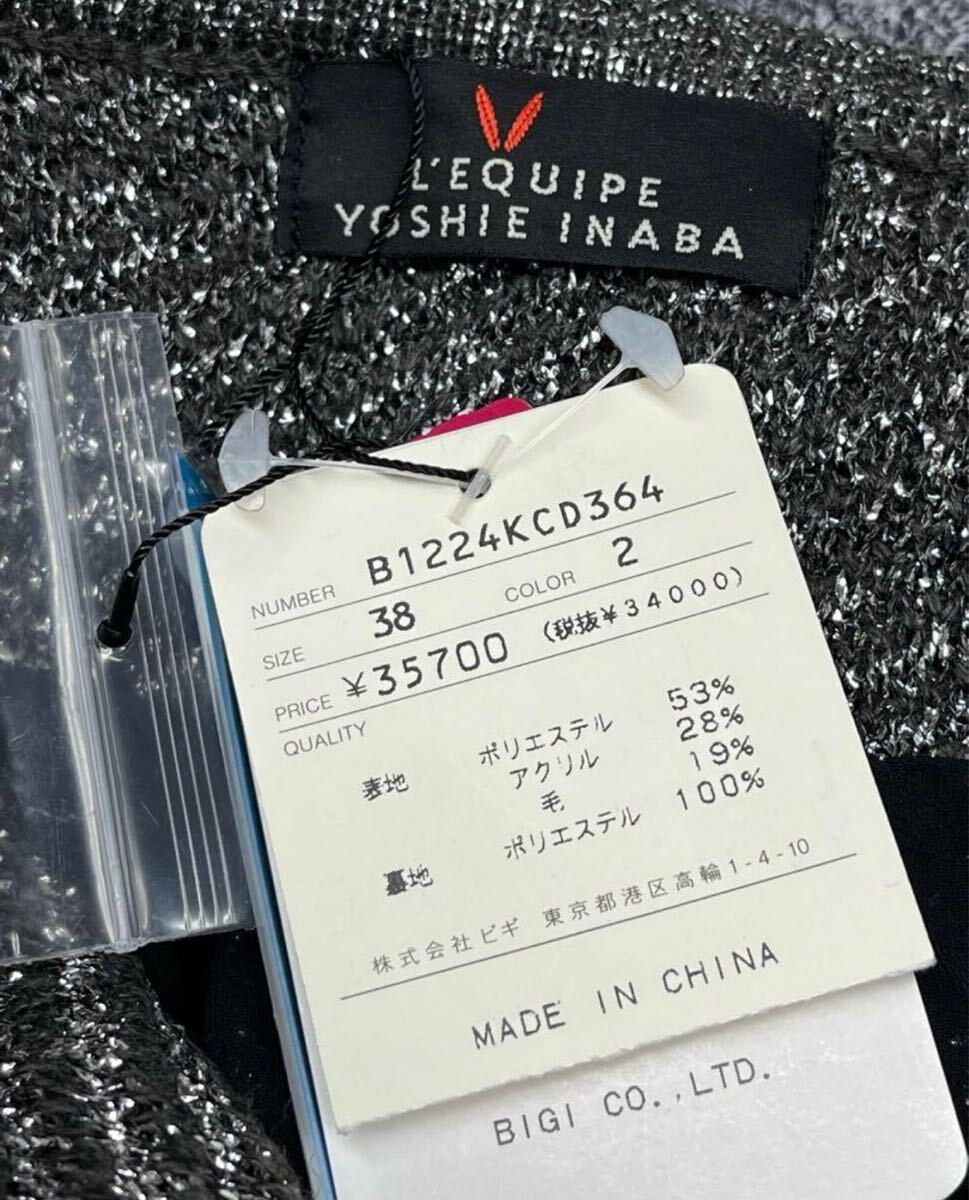 L'EQUIPE
YOSHIE INABA
NUMBER B1224KCD364
SIZE 38 COLOR 2
PRICE ¥35700 (税抜¥34000)
QUALITY
表地 ポリエステル 53%
アクリル 28%
毛 19%
裏地 ポリエステル 100%
株式会社ビギ 東京都港区高輪1-4-10
MADE IN CHINA
BIGI CO.,LTD.